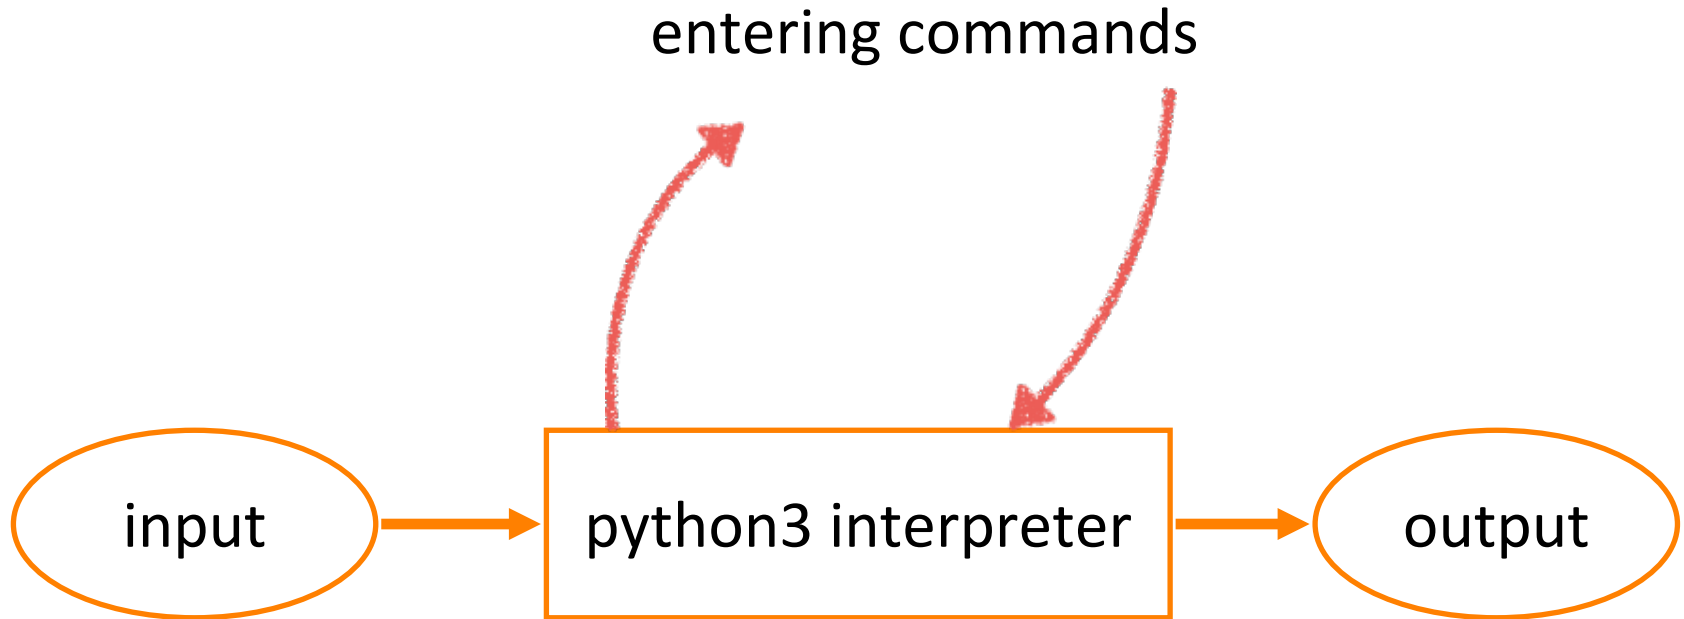 entering commands
input
python3 interpreter
output